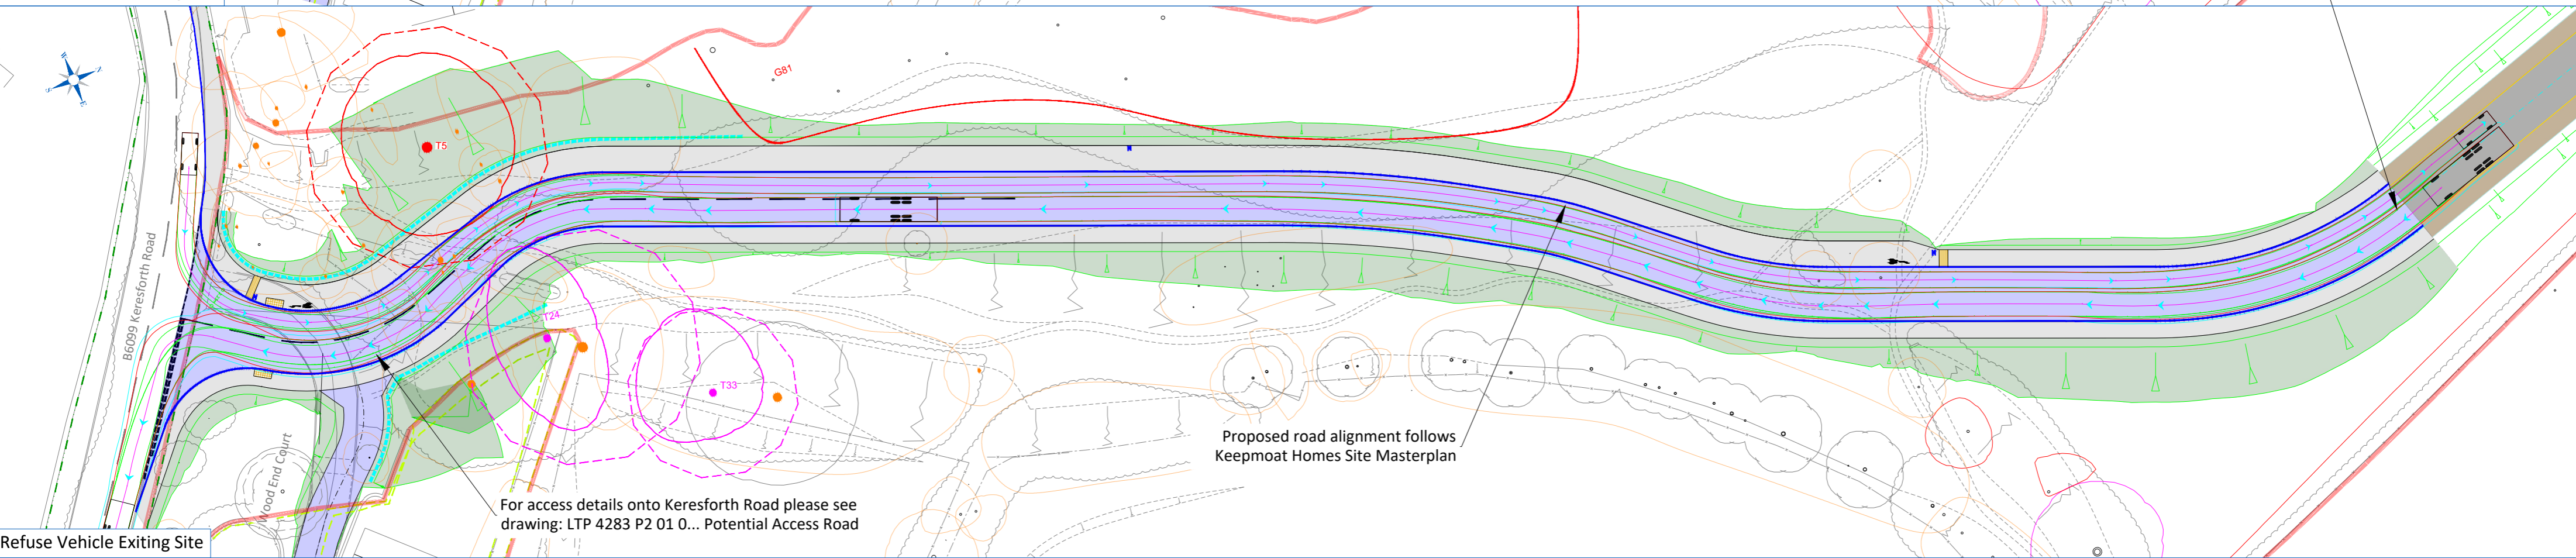 G81
T5
B6099 Keresforth Road
T24
T33
Proposed road alignment follows
Keepmoat Homes Site Masterplan
Wood End Court
For access details onto Keresforth Road please see
drawing: LTP 4283 P2 01 0... Potential Access Road
Refuse Vehicle Exiting Site